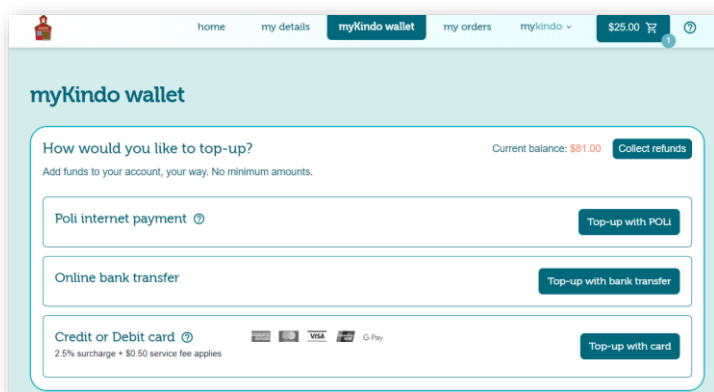 home my details myKindo wallet my orders mykindo $25.00
1
myKindo wallet
How would you like to top-up?
Current balance: $81.00 Collect refunds
Add funds to your account, your way. No minimum amounts.
Poli internet payment
Top-up with POLi
Online bank transfer
Top-up with bank transfer
Credit or Debit card
VISA
G Pay
2.5% surcharge + $0.50 service fee applies
Top-up with card